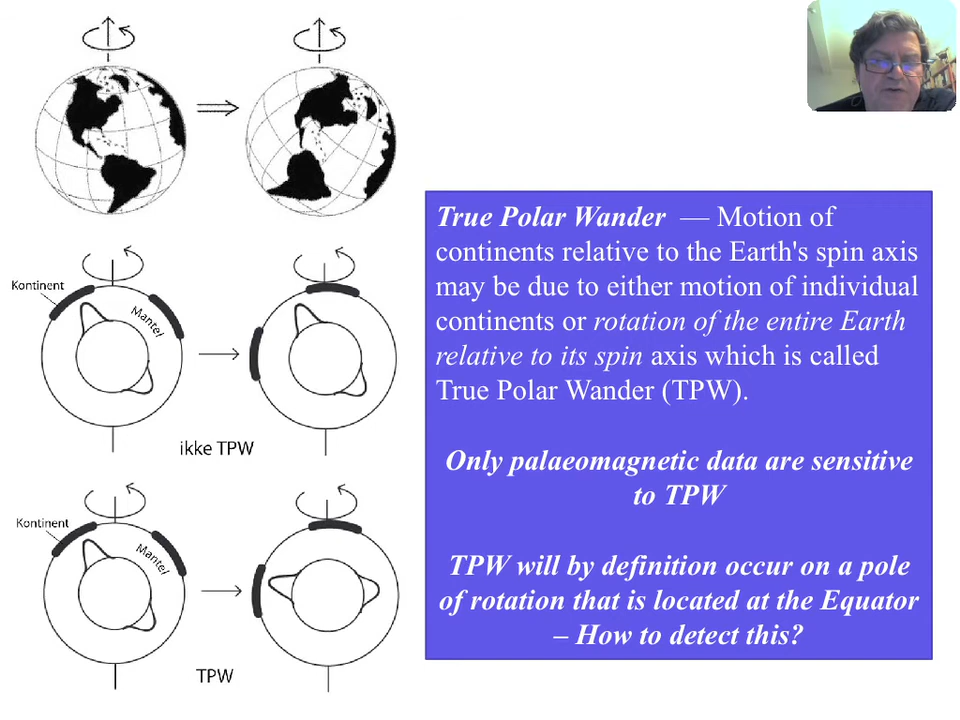 Kontinent
Mantel
ikke TPW
Kontinent
Mantel
TPW
True Polar Wander — Motion of
continents relative to the Earth's spin axis
may be due to either motion of individual
continents or rotation of the entire Earth
relative to its spin axis which is called
True Polar Wander (TPW).
Only palaeomagnetic data are sensitive
to TPW
TPW will by definition occur on a pole
of rotation that is located at the Equator
– How to detect this?